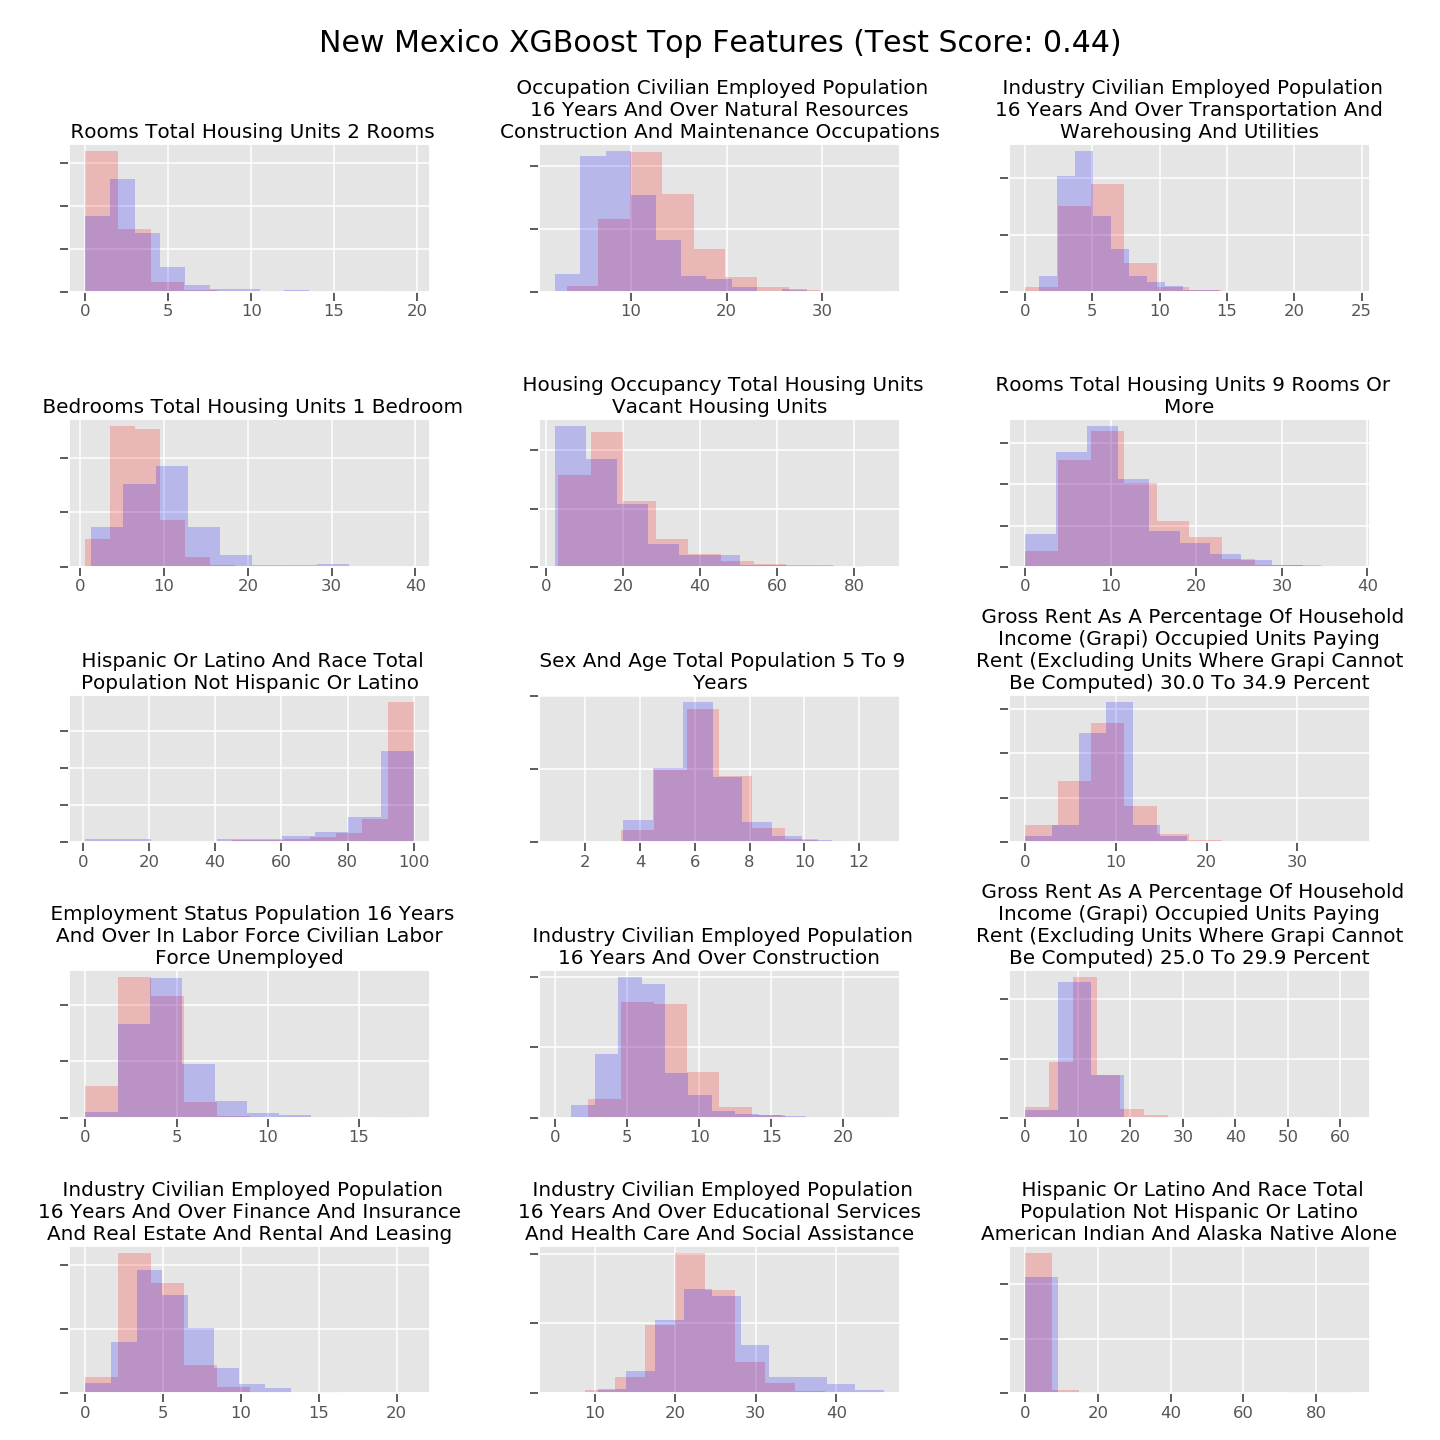 New Mexico XGBoost Top Features (Test Score: 0.44)
Rooms Total Housing Units 2 Rooms
0 5 10 15 20
Occupation Civilian Employed Population
16 Years And Over Natural Resources
Construction And Maintenance Occupations
10 20 30
Industry Civilian Employed Population
16 Years And Over Transportation And
Warehousing And Utilities
0 5 10 15 20 25
Bedrooms Total Housing Units 1 Bedroom
0 10 20 30 40
Housing Occupancy Total Housing Units
Vacant Housing Units
0 20 40 60 80
Rooms Total Housing Units 9 Rooms Or
More
0 10 20 30 40
Hispanic Or Latino And Race Total
Population Not Hispanic Or Latino
0 20 40 60 80 100
Sex And Age Total Population 5 To 9
Years
2 4 6 8 10 12
Gross Rent As A Percentage Of Household
Income (Grapi) Occupied Units Paying
Rent (Excluding Units Where Grapi Cannot
Be Computed) 30.0 To 34.9 Percent
0 10 20 30
Employment Status Population 16 Years
And Over In Labor Force Civilian Labor
Force Unemployed
0 5 10 15
Industry Civilian Employed Population
16 Years And Over Construction
0 5 10 15 20
Gross Rent As A Percentage Of Household
Income (Grapi) Occupied Units Paying
Rent (Excluding Units Where Grapi Cannot
Be Computed) 25.0 To 29.9 Percent
0 10 20 30 40 50 60
Industry Civilian Employed Population
16 Years And Over Finance And Insurance
And Real Estate And Rental And Leasing
0 5 10 15 20
Industry Civilian Employed Population
16 Years And Over Educational Services
And Health Care And Social Assistance
10 20 30 40
Hispanic Or Latino And Race Total
Population Not Hispanic Or Latino
American Indian And Alaska Native Alone
0 20 40 60 80